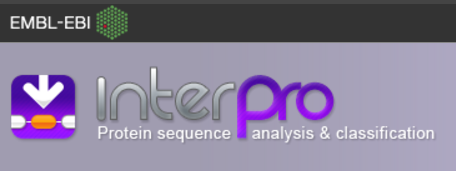 EMBL-EBI
InterPro
Protein sequence analysis & classification